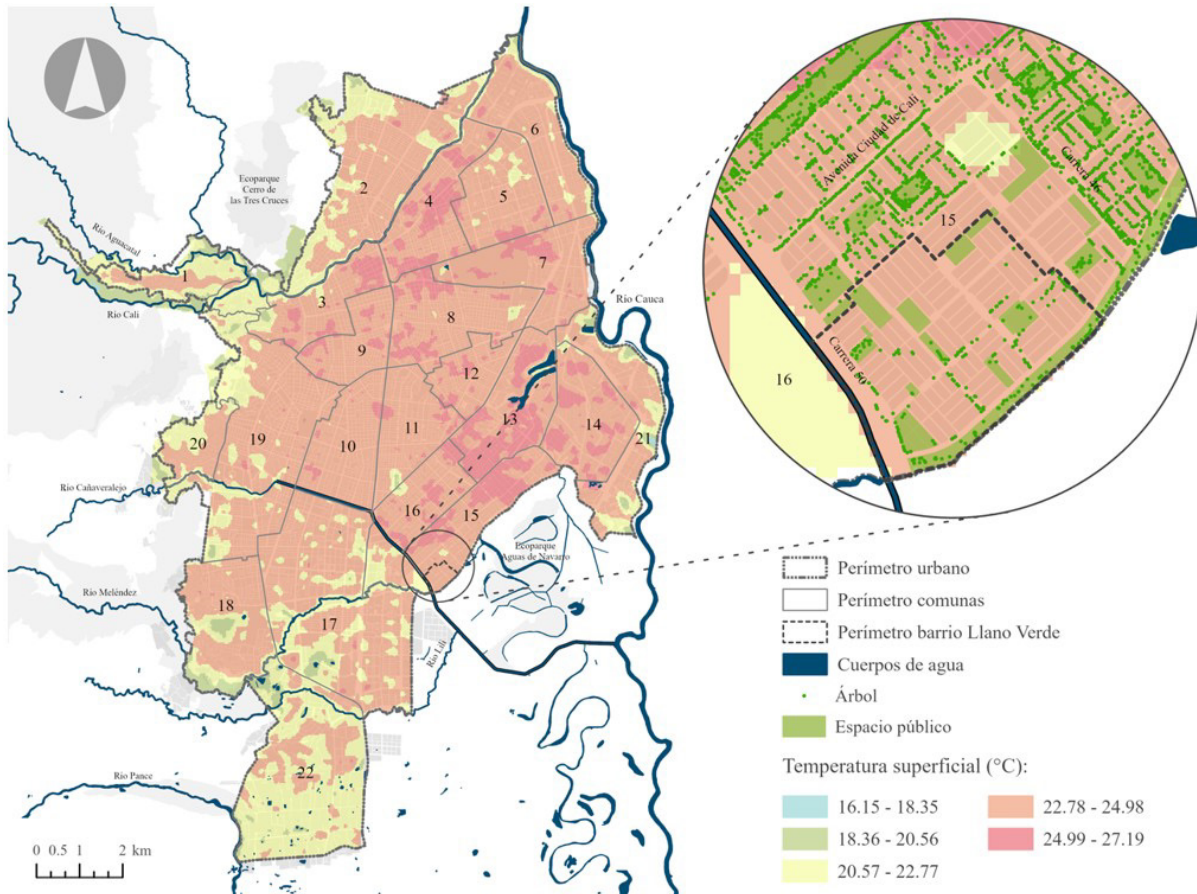 6
2
5
4
Ecoparque
Cerro de
las Tres Cruces
Río Aguacatal
1
7
Río Cali
3
Río Cauca
8
9
12
13
14
11
21
20
19
10
Río Cañaveralejo
16
15
Ecoparque
Aguas de Navarro
Río Meléndez
18
17
Río Lili
22
Río Pance
0 0.5 1 2 km
Avenida Ciudad de Cali
Carrera 46
15
Carrera 50
16
Perímetro urbano
Perímetro comunas
Perímetro barrio Llano Verde
Cuerpos de agua
Árbol
Espacio público
Temperatura superficial (°C):
16.15 - 18.35
22.78 - 24.98
18.36 - 20.56
24.99 - 27.19
20.57 - 22.77